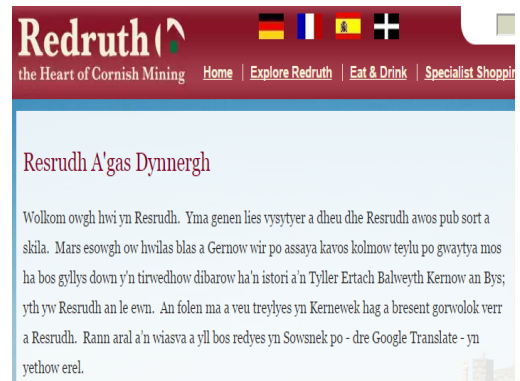 Redruth
the Heart of Cornish Mining
Home | Explore Redruth | Eat & Drink | Specialist Shoppin
Resrudh A'gas Dynnergh
Wolkom owgh hwi yn Resrudh. Yma genen lies vysytyer a dheu dhe Resrudh awos pub sort a
skila. Mars esowgh ow hwilas blas a Gernow wir po assaya kavos kolmow teylu po gwaytya mos
ha bos gyllys down y'n tirwedhow dibarow ha'n istori a'n Tyller Ertach Balweyth Kernow an Bys;
yth yw Resrudh an le ewn. An folen ma a veu treylyes yn Kernewek hag a bresent gorwolok verr
a Resrudh. Rann aral a'n wiasva a yll bos redyes yn Sowsnek po - dre Google Translate - yn
yethow erel.